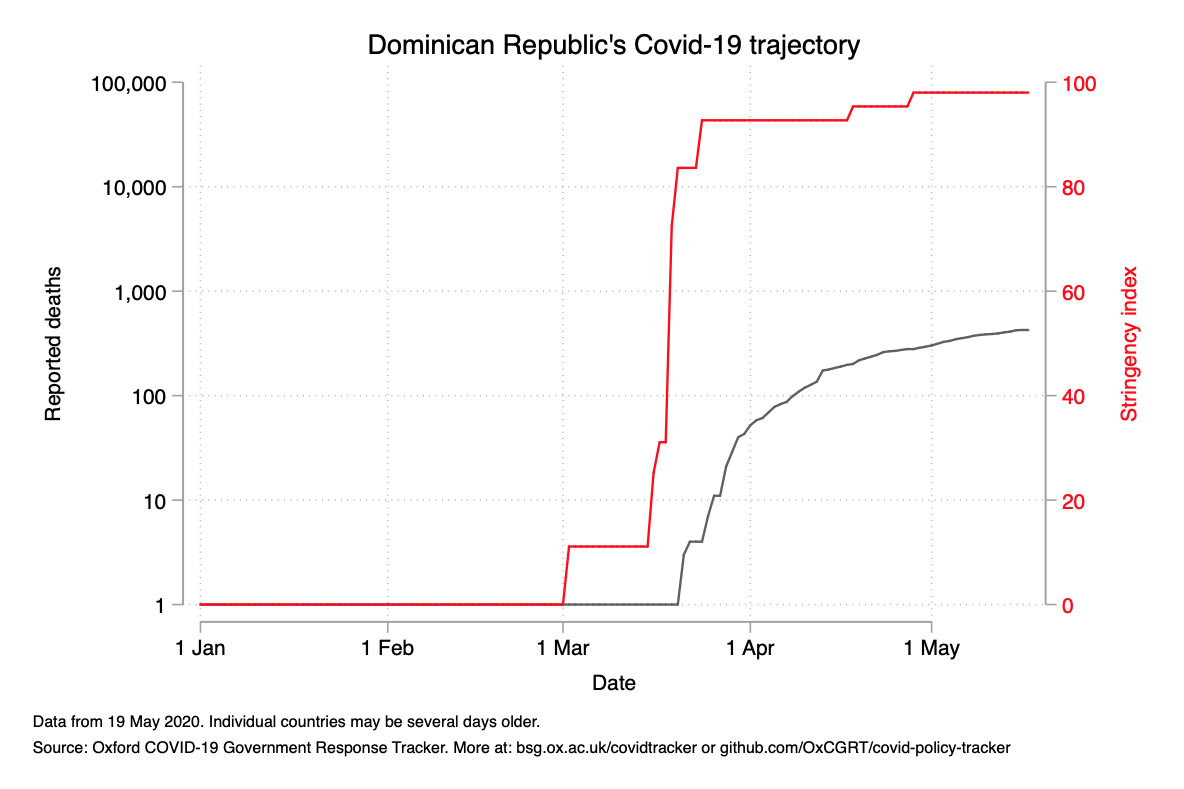 Dominican Republic's Covid-19 trajectory
100,000
10,000
1,000
100
10
1
Reported deaths
100
80
60
40
20
0
Stringency index
1 Jan
1 Feb
1 Mar
1 Apr
1 May
Date
Data from 19 May 2020. Individual countries may be several days older.
Source: Oxford COVID-19 Government Response Tracker. More at: bsg.ox.ac.uk/covidtracker or github.com/OxCGRT/covid-policy-tracker